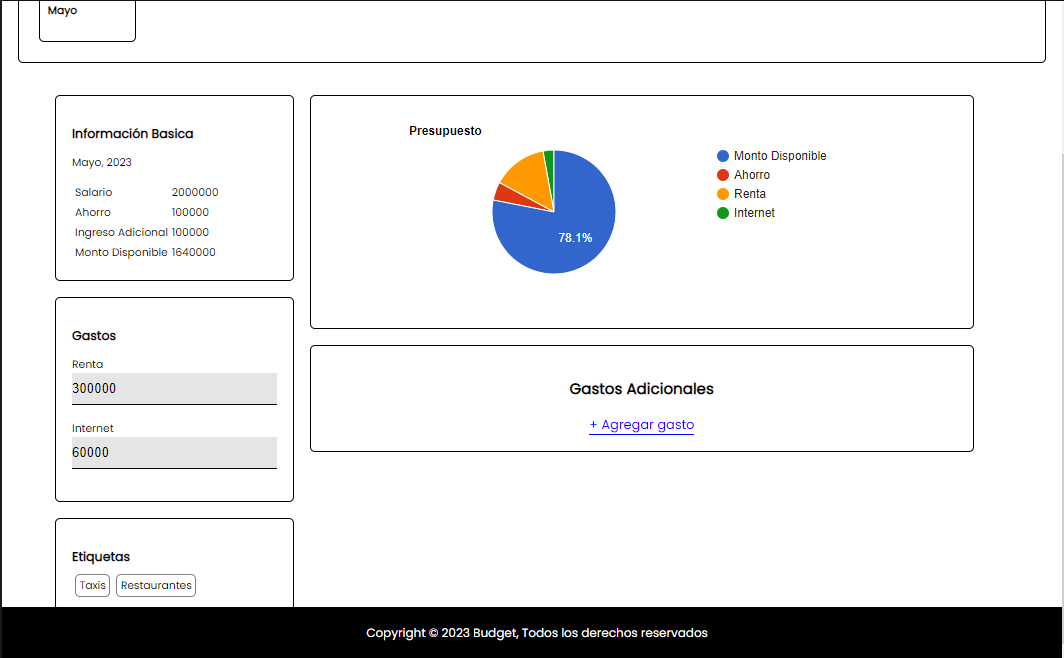 Mayo
Información Basica
Mayo, 2023
Salario 2000000
Ahorro 100000
Ingreso Adicional 100000
Monto Disponible 1640000
Gastos
Renta
300000
Internet
60000
Etiquetas
Taxis Restaurantes
Presupuesto
78.1%
Monto Disponible
Ahorro
Renta
Internet
Gastos Adicionales
+ Agregar gasto
Copyright © 2023 Budget, Todos los derechos reservados